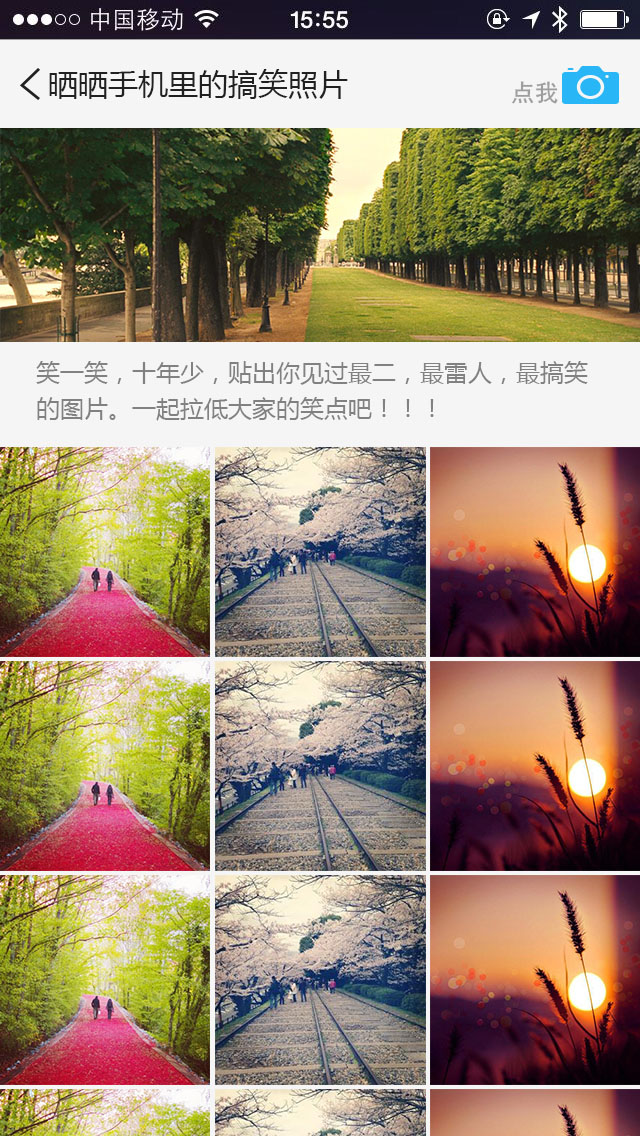 中国移动 15:55
晒晒手机里的搞笑照片 点我
笑一笑，十年少，贴出你见过最二，最雷人，最搞笑
的图片。一起拉低大家的笑点吧！！！